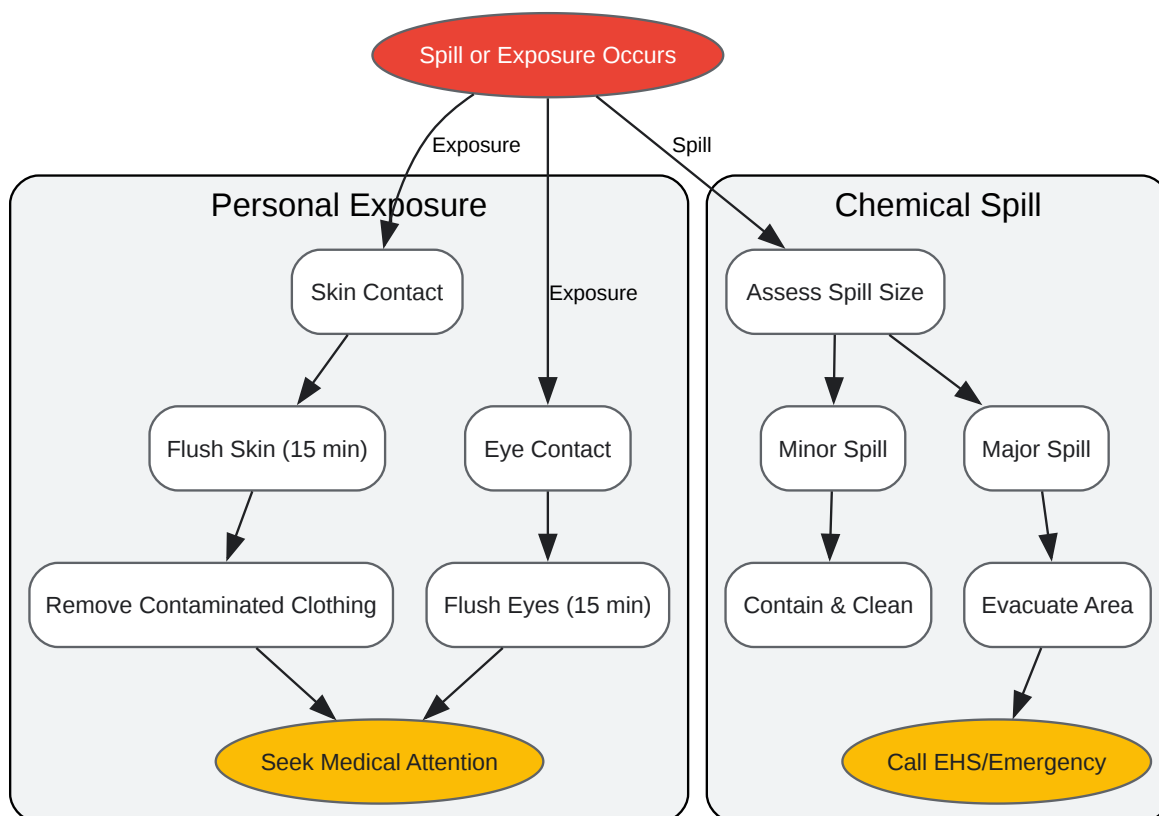 Spill or Exposure Occurs
Exposure
Spill
Personal Exposure
Chemical Spill
Skin Contact
Exposure
Assess Spill Size
Flush Skin (15 min)
Eye Contact
Minor Spill
Major Spill
Remove Contaminated Clothing
Flush Eyes (15 min)
Contain & Clean
Evacuate Area
Seek Medical Attention
Call EHS/Emergency